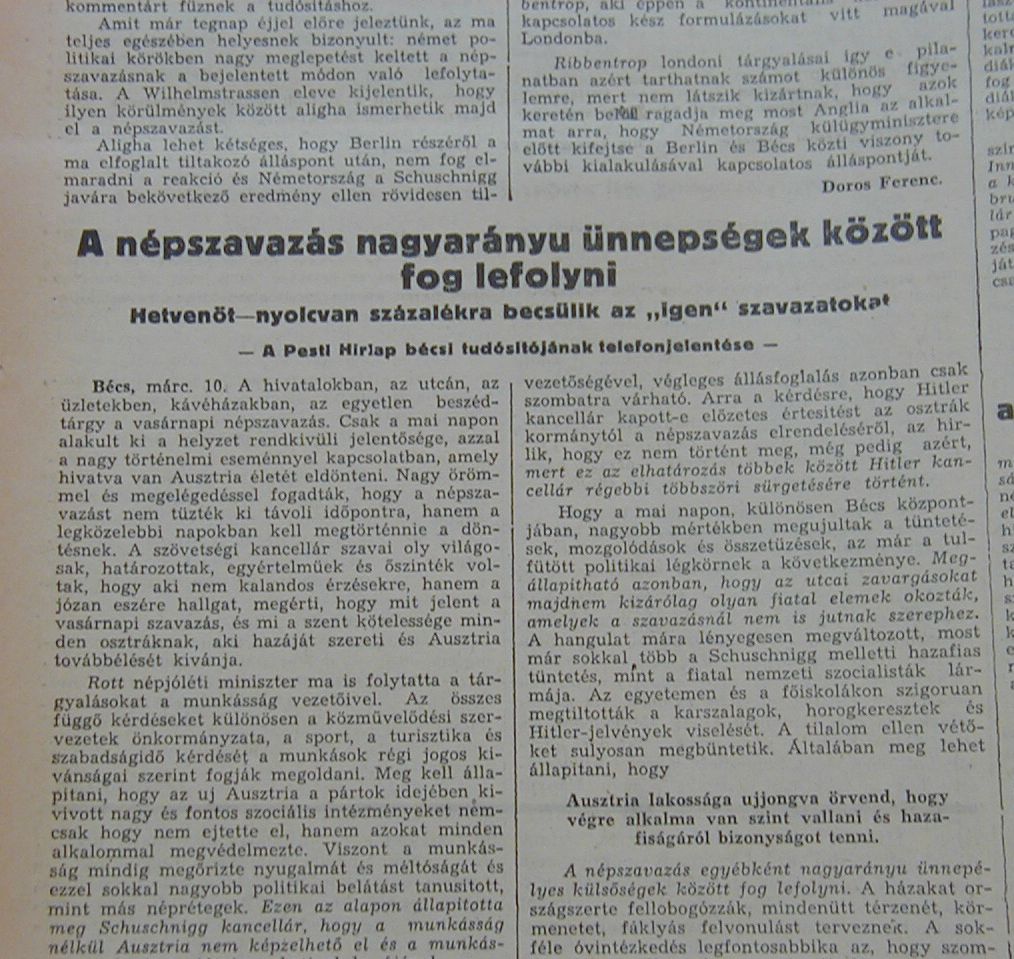 kommentárt füznek a tudósitáshoz.
Amit már tegnap éjjel előre jeleztünk, az ma
teljes egészében helyesnek bizonyult: német po-
litikai körökben nagy meglepetést keltett a nép-
szavazásnak a bejelentett módon való lefolyta-
tása. A Wilhelmstrassen eleve kijelentik, hogy
ilyen körülmények között aligha ismerhetik majd
el a népszavazást.
Aligha lehet kétséges, hogy Berlin részéről a
ma elfoglalt tiltakozó álláspont után, nem fog el-
maradni a reakció és Németország a Schuschnigg
javára bekövetkező eredmény ellen rövidesen til-
bentrop, aki éppen a
kapcsolatos kész formulázásokat vitt magával
Londonba.
Ribbentrop londoni tárgyalásai igy e pila-
natban azért tarthatnak számot különös figye-
lemre, mert nem látszik kizártnak, hogy azok
keretén belül ragadja meg most Anglia az alkal-
mat arra, hogy Németország külügyminisztere
előtt kifejtse a Berlin és Bécs közti viszony to-
vábbi kialakulásával kapcsolatos álláspontját.
Doros Ferenc.
A népszavazás nagyarányu ünnepségek között
fog lefolyni
Hetvenöt—nyolcvan százalékra becsülik az „igen“ szavazatokat
— A Pesti Hirlap bécsi tudósitójának telefonjelentése —
Bécs, márc. 10. A hivatalokban, az utcán, az
üzletekben, kávéházakban, az egyetlen beszéd-
tárgy a vasárnapi népszavazás. Csak a mai napon
alakult ki a helyzet rendkivüli jelentősége, azzal
a nagy történelmi eseménnyel kapcsolatban, amely
hivatva van Ausztria életét eldönteni. Nagy öröm-
mel és megelégedéssel fogadták, hogy a népsza-
vazást nem tüzték ki távoli időpontra, hanem a
legközelebbi napokban kell megtörténnie a dön-
tésnek. A szövetségi kancellár szavai oly világo-
sak, határozottak, egyértelmüek és őszinték vol-
tak, hogy aki nem kalandos érzésekre, hanem a
józan eszére hallgat, megérti, hogy mit jelent a
vasárnapi szavazás, és mi a szent kötelessége min-
den osztráknak, aki hazáját szereti és Ausztria
továbbélését kivánja.
Rott népjóléti miniszter ma is folytatta a tár-
gyalásokat a munkásság vezetőivel. Az összes
függő kérdéseket különösen a közmüvelődési szer-
vezetek önkormányzata, a sport, a turisztika és
szabadságidő kérdését a munkások régi jogos ki-
vánságai szerint fogják megoldani. Meg kell álla-
pitani, hogy az uj Ausztria a pártok idejében ki-
vivott nagy és fontos szociális intézményeket nem-
csak hogy nem ejtette el, hanem azokat minden
alkalommal megvédelmezte. Viszont a munkás-
ság mindig megőrizte nyugalmát és méltóságát és
ezzel sokkal nagyobb politikai belátást tanusitott,
mint más néprétegek. Ezen az alapon állapitotta
meg Schuschnigg kancellár, hogy a munkásság
nélkül Ausztria nem képzelhető el és a munkás-
vezetőségével, végleges állásfoglalás azonban csak
szombatra várható. Arra a kérdésre, hogy Hitler
kancellár kapott-e előzetes értesitést az osztrák
kormánytól a népszavazás elrendeléséről, az hir-
lik, hogy ez nem történt meg, még pedig azért,
mert ez az elhatározás többek között Hitler kan-
cellár régebbi többszöri sürgetésére történt.
Hogy a mai napon, különösen Bécs központ-
jában, nagyobb mértékben megujultak a tünteté-
sek, mozgolódások és összetüzések, az már a tul-
fütött politikai légkörnek a következménye. Meg-
állapitható azonban, hogy az utcai zavargásokat
majdnem kizárólag olyan fiatal elemek okozták,
amelyek a szavazásnál nem is jutnak szerephez.
A hangulat mára lényegesen megváltozott, most
már sokkal több a Schuschnigg melletti hazafias
tüntetés, mint a fiatal nemzeti szocialisták lár-
mája. Az egyetemen és a főiskolákon szigoruan
megtiltották a karszalagok, horogkeresztek és
Hitler-jelvények viselését. A tilalom ellen vétő-
ket sulyosan megbüntetik. Általában meg lehet
állapitani, hogy
Ausztria lakossága ujjongva örvend, hogy
végre alkalma van szint vallani és haza-
fiságáról bizonyságot tenni.
A népszavazás egyébként nagyarányu ünnepé-
lyes külsőségek között fog lefolyni. A házakat or-
szágszerte fellobogózzák, mindenütt térzenét, kör-
menetet, fáklyás felvonulást terveznek. A sok-
féle óvintézkedés legfontosabbika az, hogy szom-